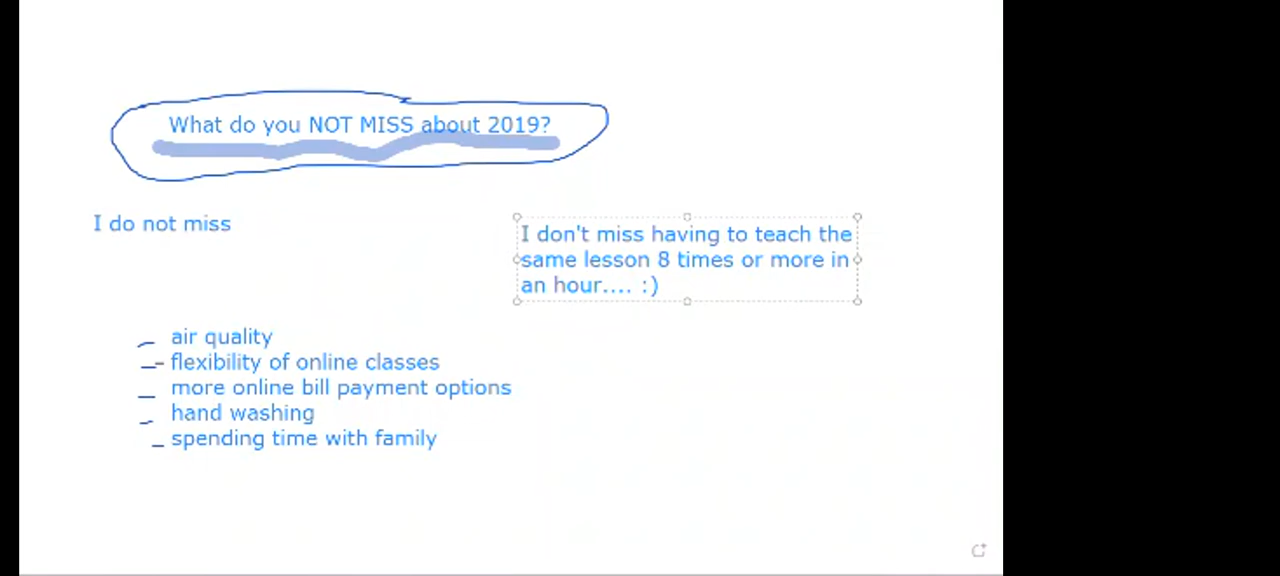 What do you NOT MISS about 2019?
I do not miss
I don't miss having to teach the
same lesson 8 times or more in
an hour.... :)
air quality
- flexibility of online classes
more online bill payment options
hand washing
spending time with family